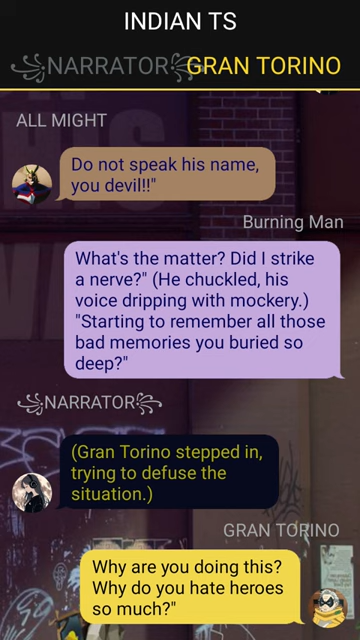 INDIAN TS
꧁NARRATOR꧂GRAN TORINO
ALL MIGHT
Do not speak his name,
you devil!!"
Burning Man
What's the matter? Did I strike
a nerve?" (He chuckled, his
voice dripping with mockery.)
"Starting to remember all those
bad memories you buried so
deep?"
꧁NARRATOR꧂
(Gran Torino stepped in,
trying to defuse the
situation.)
GRAN TORINO
Why are you doing this?
Why do you hate heroes
so much?"